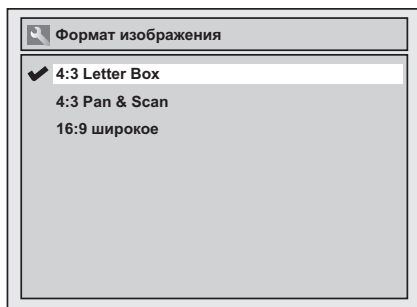 Формат изображения
4:3 Letter Box
4:3 Pan & Scan
16:9 широкое